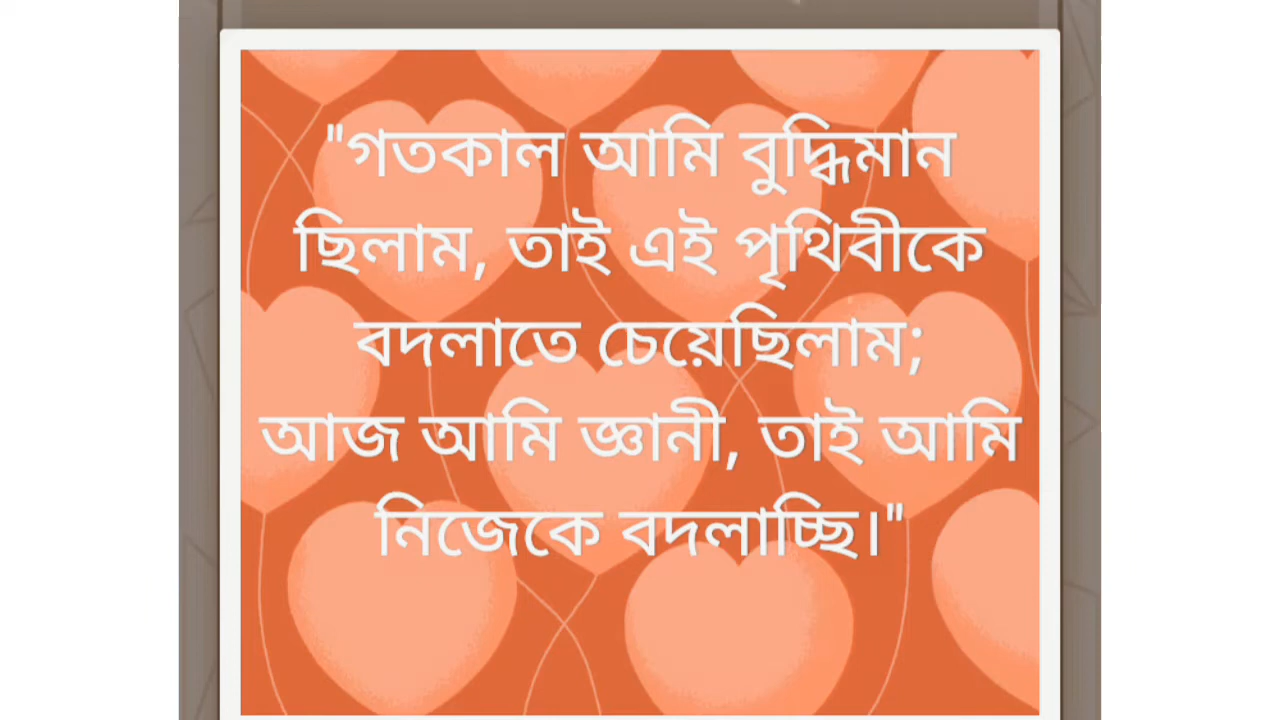 "গতকাল আমি বুদ্ধিমান
ছিলাম, তাই এই পৃথিবীকে
বদলাতে চেয়েছিলাম;
আজ আমি জ্ঞানী, তাই আমি
নিজেকে বদলাচ্ছি।"